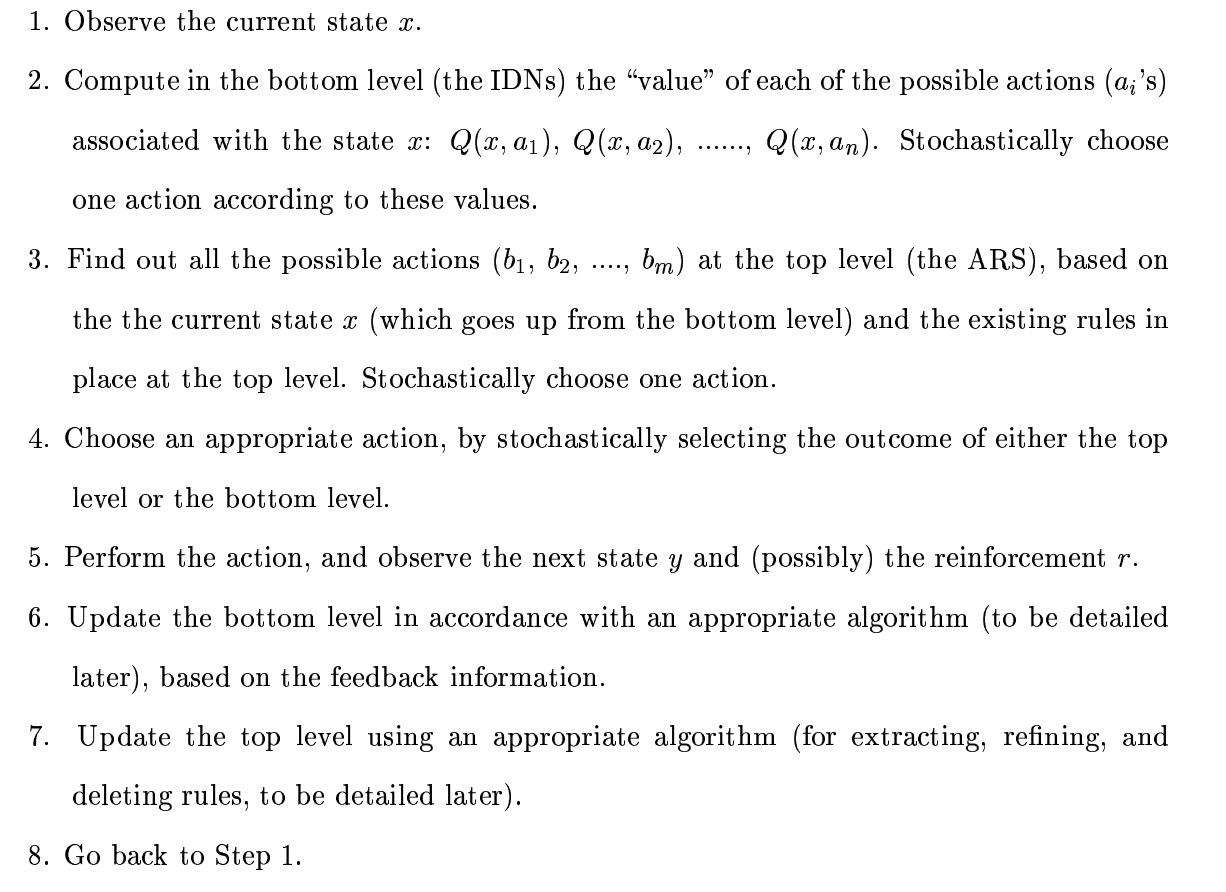 1. Observe the current state x.
2. Compute in the bottom level (the IDNs) the “value” of each of the possible actions (a_i’s)
associated with the state x: Q(x, a_1), Q(x, a_2), ......, Q(x, a_n). Stochastically choose
one action according to these values.
3. Find out all the possible actions (b_1, b_2, ...., b_m) at the top level (the ARS), based on
the the current state x (which goes up from the bottom level) and the existing rules in
place at the top level. Stochastically choose one action.
4. Choose an appropriate action, by stochastically selecting the outcome of either the top
level or the bottom level.
5. Perform the action, and observe the next state y and (possibly) the reinforcement r.
6. Update the bottom level in accordance with an appropriate algorithm (to be detailed
later), based on the feedback information.
7. Update the top level using an appropriate algorithm (for extracting, refining, and
deleting rules, to be detailed later).
8. Go back to Step 1.